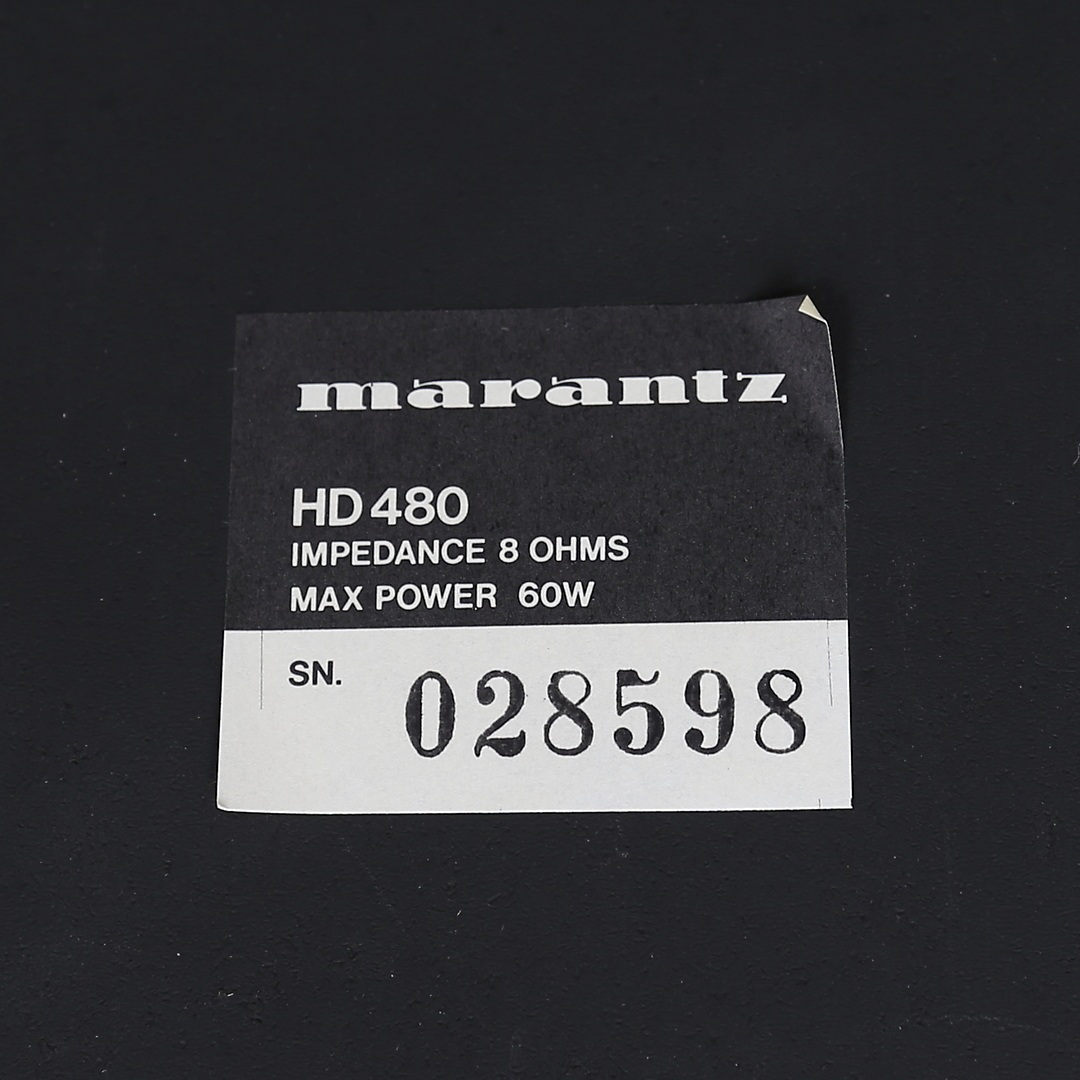 marantz
HD 480
IMPEDANCE 8 OHMS
MAX POWER 60W
SN. 028598